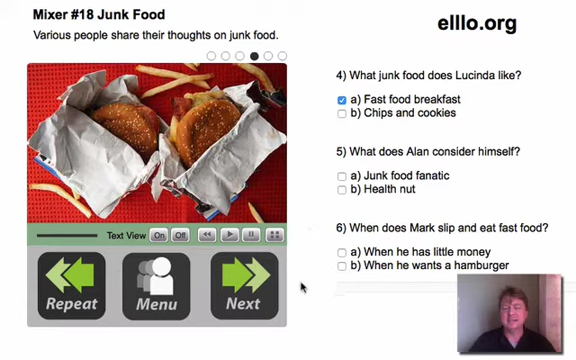 Mixer #18 Junk Food
Various people share their thoughts on junk food.
Text View On Off
Repeat
Menu
Next
elllo.org
4) What junk food does Lucinda like?
a) Fast food breakfast
b) Chips and cookies
5) What does Alan consider himself?
a) Junk food fanatic
b) Health nut
6) When does Mark slip and eat fast food?
a) When he has little money
b) When he wants a hamburger